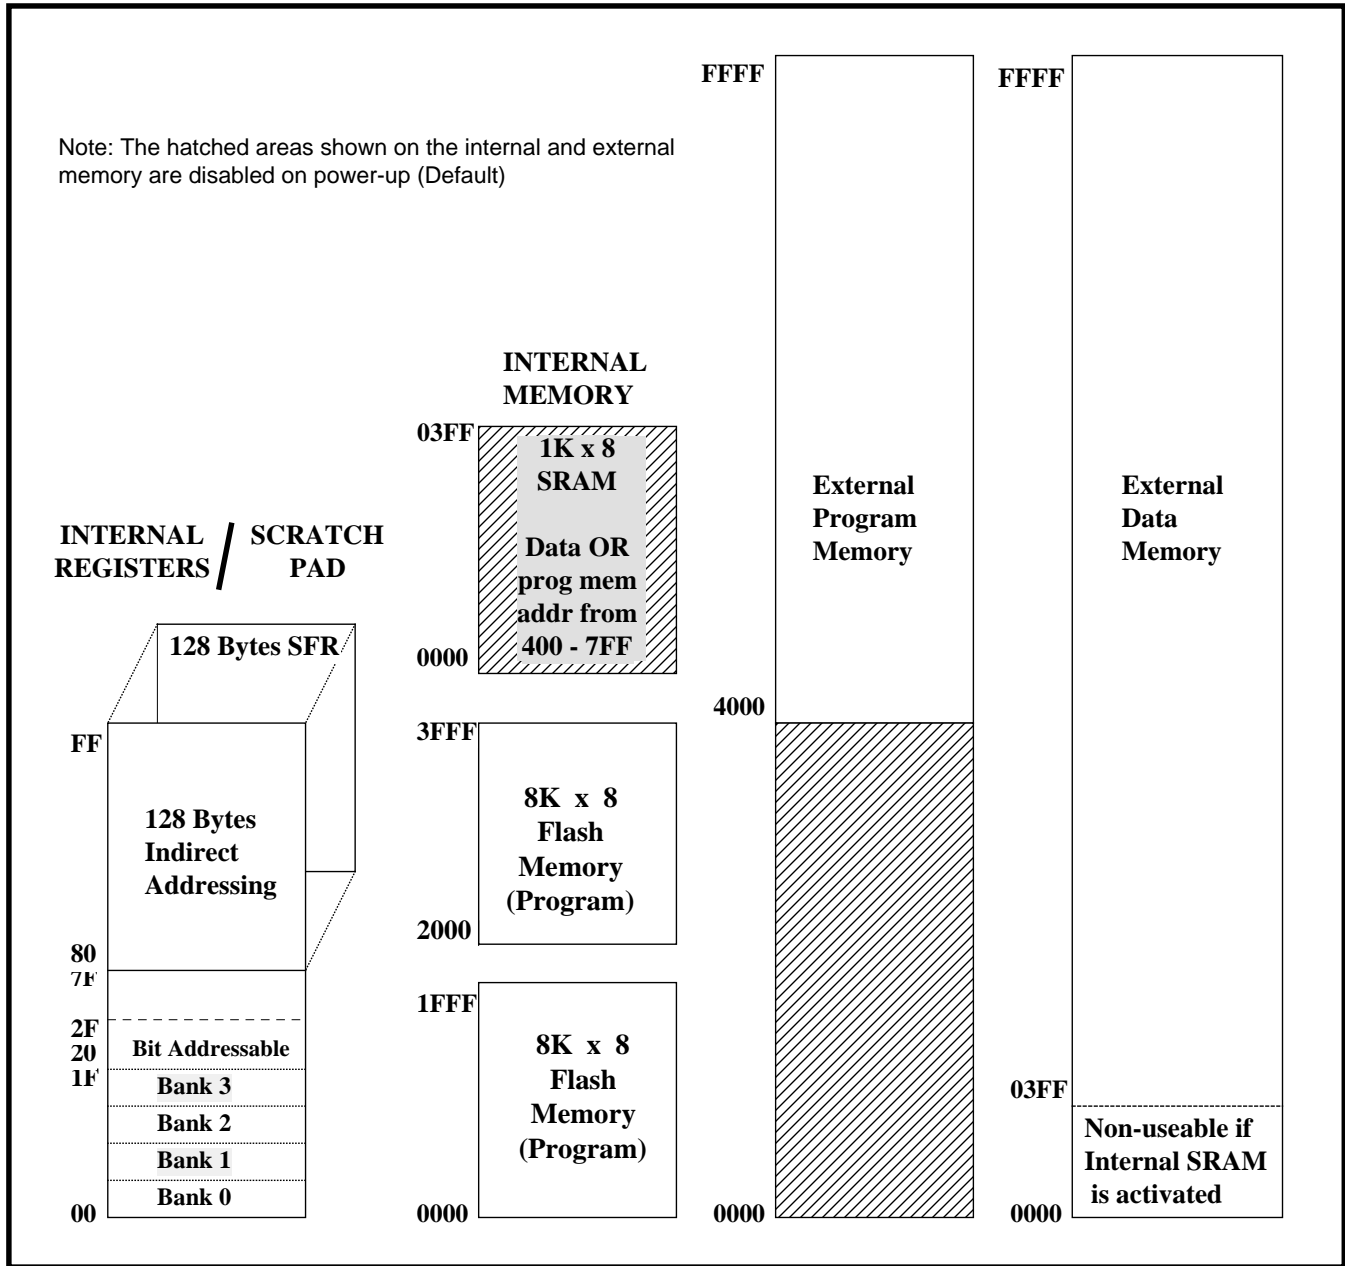 Note: The hatched areas shown on the internal and external
memory are disabled on power-up (Default)
INTERNAL
REGISTERS
/
SCRATCH
PAD
128 Bytes SFR
FF
128 Bytes
Indirect
Addressing
80
7F
2F
20
Bit Addressable
1F
Bank 3
Bank 2
Bank 1
Bank 0
00
INTERNAL
MEMORY
03FF
1K x 8
SRAM
Data OR
prog mem
addr from
400 - 7FF
0000
3FFF
8K x 8
Flash
Memory
(Program)
2000
1FFF
8K x 8
Flash
Memory
(Program)
0000
FFFF
External
Program
Memory
4000
0000
FFFF
External
Data
Memory
03FF
Non-useable if
Internal SRAM
is activated
0000